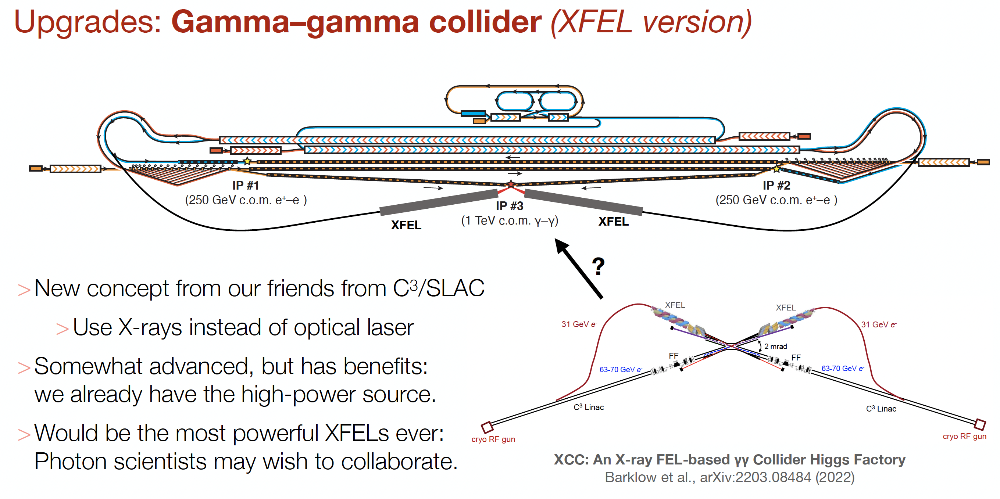 Upgrades: Gamma–gamma collider (XFEL version)
IP #1
(250 GeV c.o.m. e⁺–e⁻)
IP #2
(250 GeV c.o.m. e⁺–e⁻)
IP #3
(1 TeV c.o.m. γ–γ)
XFEL
XFEL
?
> New concept from our friends from C³/SLAC
> Use X-rays instead of optical laser
> Somewhat advanced, but has benefits:
we already have the high-power source.
> Would be the most powerful XFELs ever:
Photon scientists may wish to collaborate.
XFEL
XFEL
31 GeV e⁻
31 GeV e⁻
2 mrad
FF
FF
63-70 GeV e⁻
63-70 GeV e⁻
C³ Linac
C³ Linac
cryo RF gun
cryo RF gun
XCC: An X-ray FEL-based γγ Collider Higgs Factory
Barklow et al., arXiv:2203.08484 (2022)